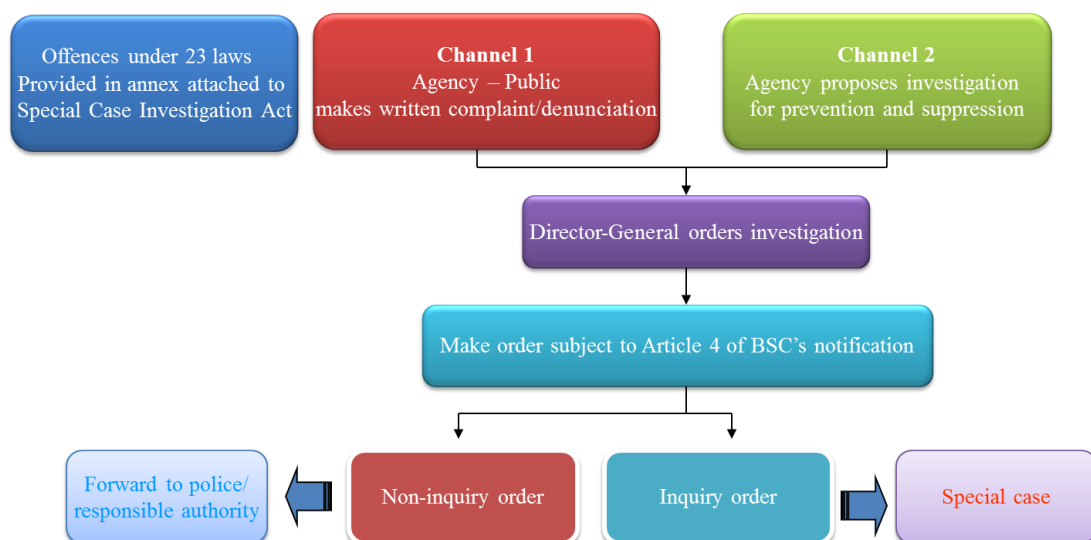 Offences under 23 laws
Provided in annex attached to
Special Case Investigation Act
Channel 1
Agency – Public
makes written complaint/denunciation
Channel 2
Agency proposes investigation
for prevention and suppression
Director-General orders investigation
Make order subject to Article 4 of BSC’s notification
Forward to police/
responsible authority
Non-inquiry order
Inquiry order
Special case